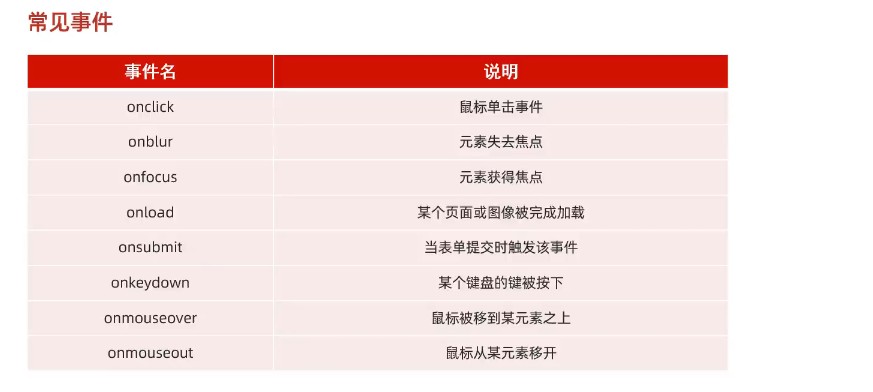 常见事件
事件名 说明
onclick 鼠标单击事件
onblur 元素失去焦点
onfocus 元素获得焦点
onload 某个页面或图像被完成加载
onsubmit 当表单提交时触发该事件
onkeydown 某个键盘的键被按下
onmouseover 鼠标被移到某元素之上
onmouseout 鼠标从某元素移开